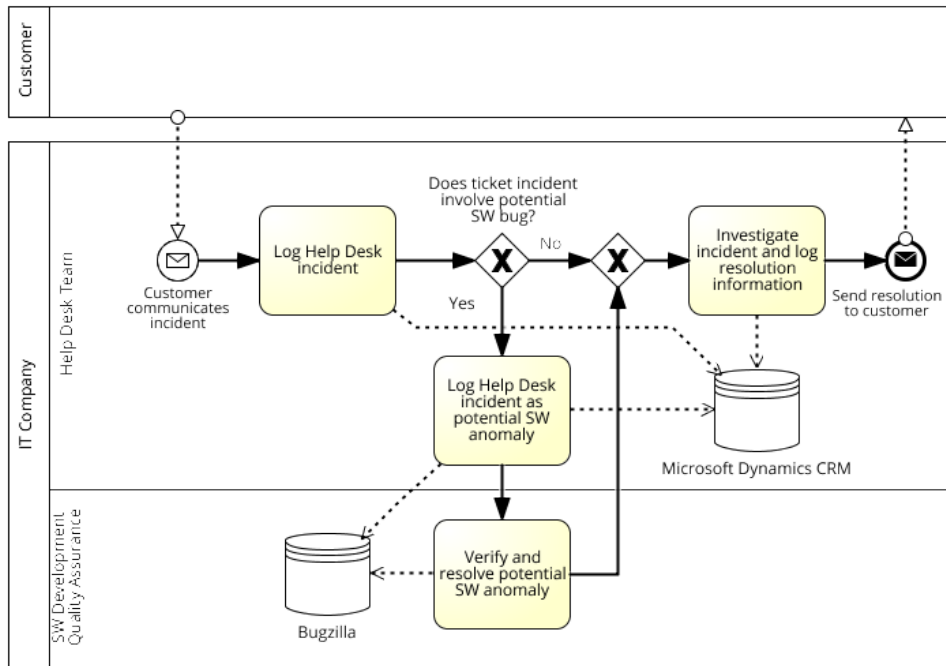 Customer
IT Company
Help Desk Team
SW Development
Quality Assurance
Customer
communicates
incident
Log Help Desk
incident
Does ticket incident
involve potential
SW bug?
No
Yes
Investigate
incident and log
resolution
information
Send resolution
to customer
Log Help Desk
incident as
potential SW
anomaly
Microsoft Dynamics CRM
Verify and
resolve potential
SW anomaly
Bugzilla